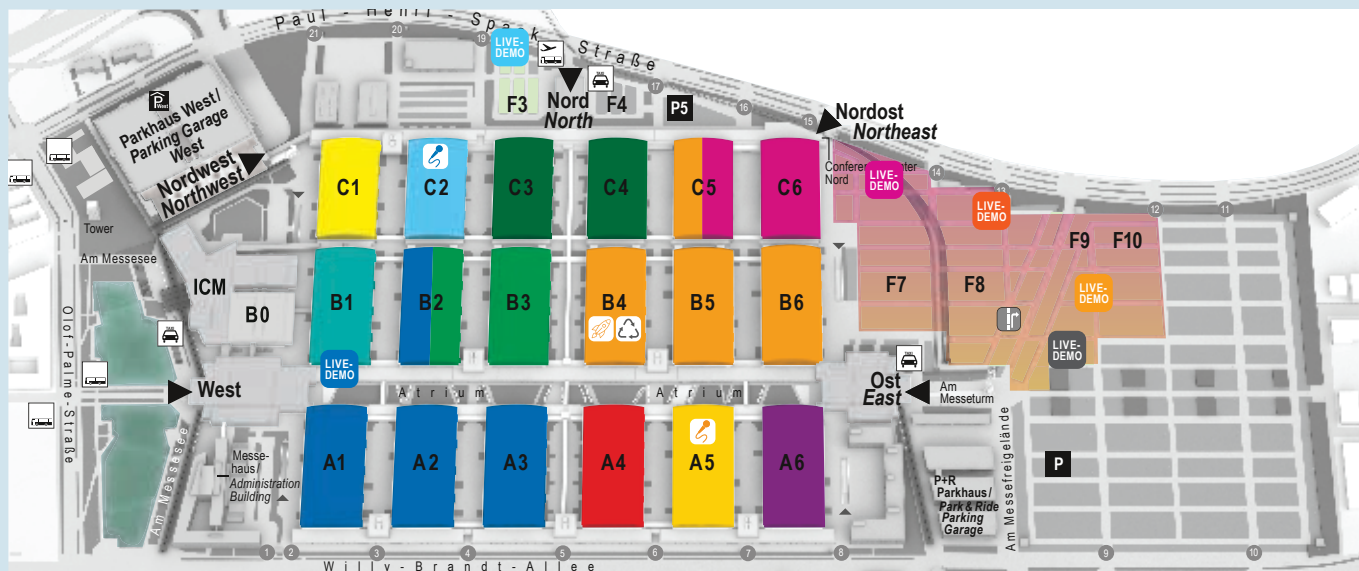 Paul-Henri-Spaak-Straße
21
20
19
LIVE-
DEMO
TAXI
17
16
15
14
13
12
11
F3
Nord
North
F4
P5
Nordost
Northeast
P
West
Parkhaus West/
Parking Garage
West
Nordwest
Northwest
Conference Center
Nord
LIVE-
DEMO
LIVE-
DEMO
C1
C2
C3
C4
C5
C6
Tower
Am Messesee
ICM
B0
B1
B2
B3
B4
B5
B6
F7
F8
F9
F10
LIVE-
DEMO
LIVE-
DEMO
LIVE-
DEMO
Olof-Palme-Straße
TAXI
West
Atrium
Atrium
H
H
TAXI
Ost
East
Am
Messeturm
A1
A2
A3
A4
A5
A6
Am Messesee
Messe-
haus/
Administration
Building
P+R
Parkhaus/
Park & Ride
Parking
Garage
Am Messefreigelände
P
H
H
H
1
2
3
4
5
6
7
8
9
10
Willy-Brandt-Allee